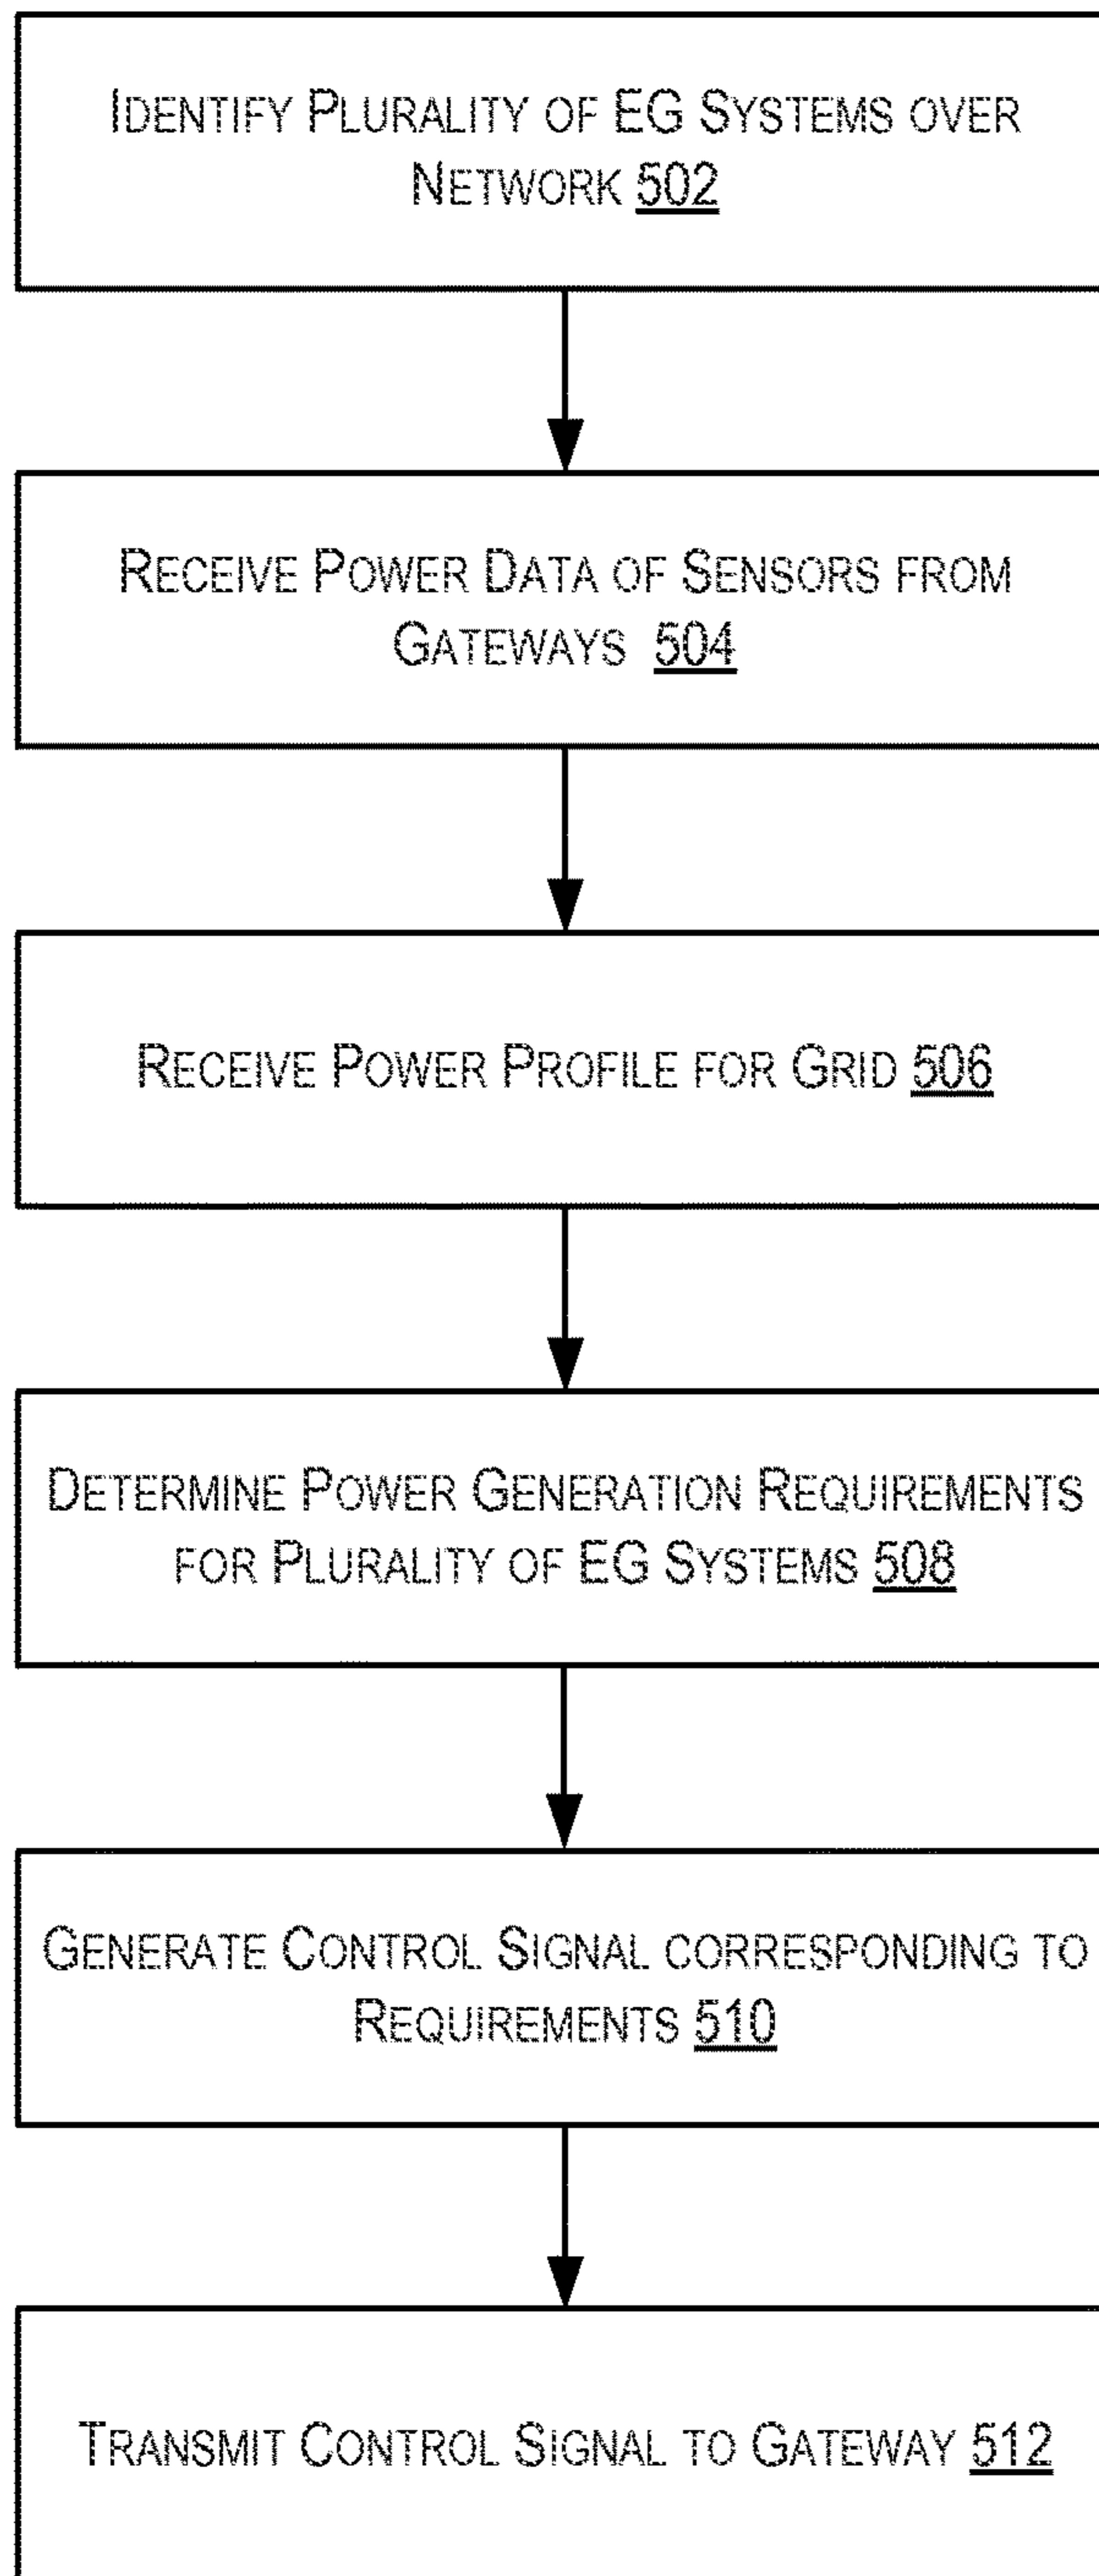 IDENTIFY PLURALITY OF EG SYSTEMS OVER
NETWORK 502
RECEIVE POWER DATA OF SENSORS FROM
GATEWAYS 504
RECEIVE POWER PROFILE FOR GRID 506
DETERMINE POWER GENERATION REQUIREMENTS
FOR PLURALITY OF EG SYSTEMS 508
GENERATE CONTROL SIGNAL CORRESPONDING TO
REQUIREMENTS 510
TRANSMIT CONTROL SIGNAL TO GATEWAY 512